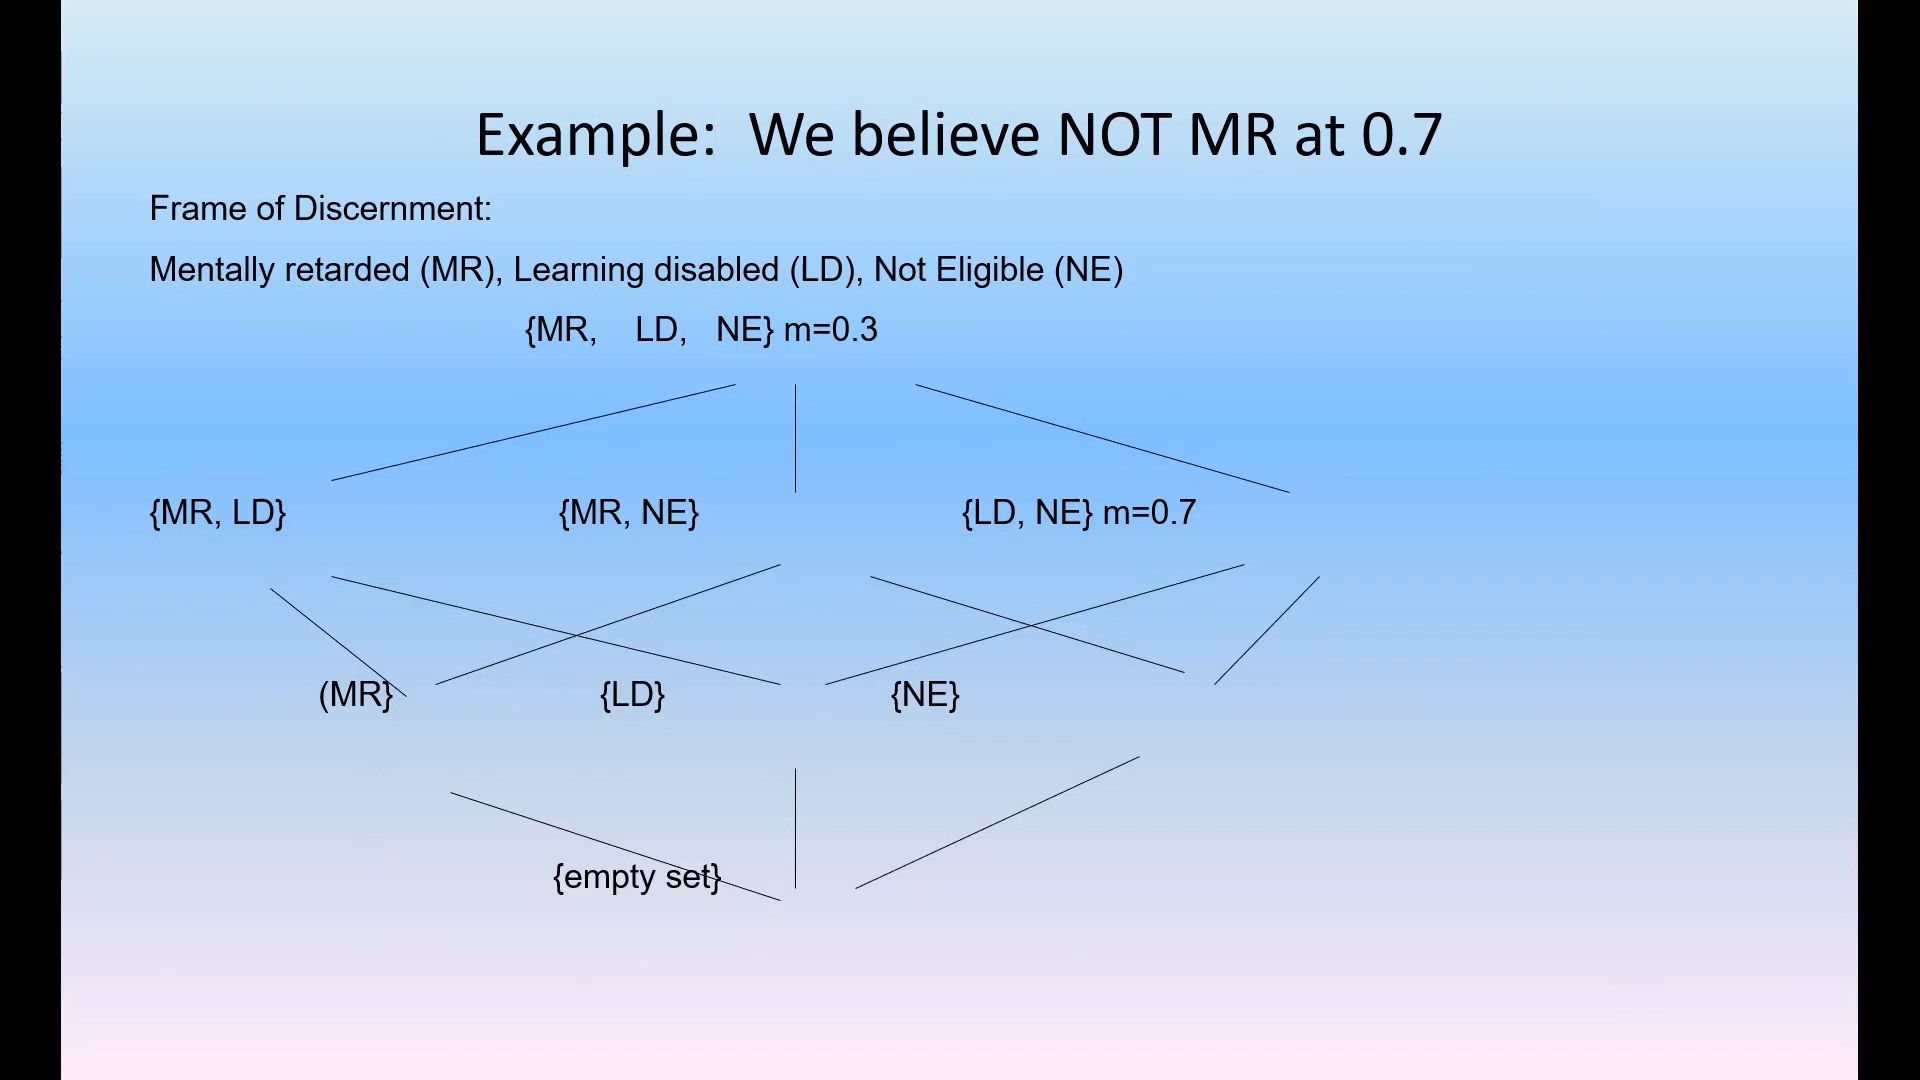 Example: We believe NOT MR at 0.7
Frame of Discernment:
Mentally retarded (MR), Learning disabled (LD), Not Eligible (NE)
{MR, LD, NE} m=0.3
{MR, LD} {MR, NE} {LD, NE} m=0.7
(MR} {LD} {NE}
{empty set}